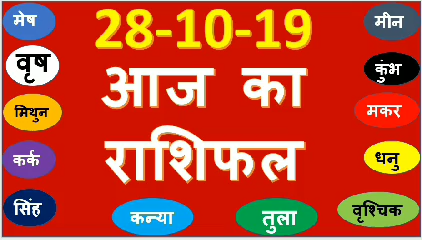 28-10-19
आज का
राशिफल
मेष
वृष
मिथुन
कर्क
सिंह
कन्या
तुला
वृश्चिक
धनु
मकर
कुंभ
मीन